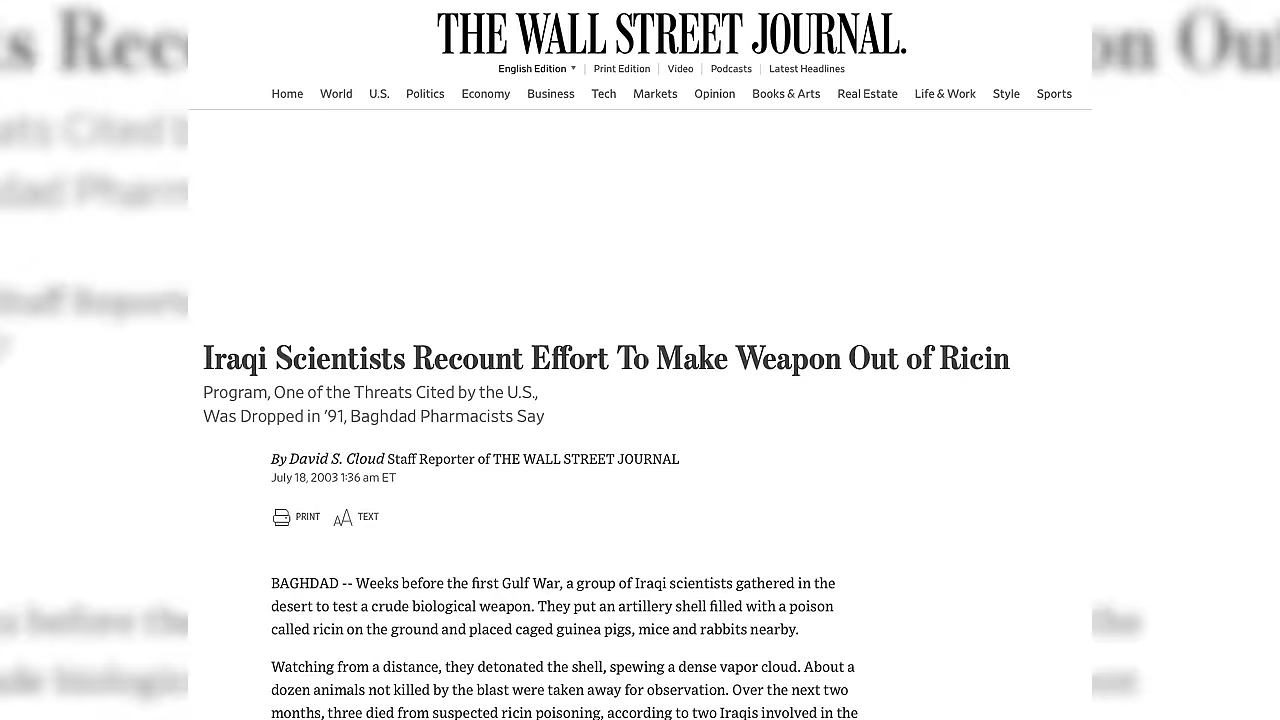 THE WALL STREET JOURNAL.
English Edition ▼ | Print Edition | Video | Podcasts | Latest Headlines
Home World U.S. Politics Economy Business Tech Markets Opinion Books & Arts Real Estate Life & Work Style Sports
Iraqi Scientists Recount Effort To Make Weapon Out of Ricin
Program, One of the Threats Cited by the U.S.,
Was Dropped in '91, Baghdad Pharmacists Say
By David S. Cloud Staff Reporter of THE WALL STREET JOURNAL
July 18, 2003 1:36 am ET
PRINT AA TEXT
BAGHDAD -- Weeks before the first Gulf War, a group of Iraqi scientists gathered in the
desert to test a crude biological weapon. They put an artillery shell filled with a poison
called ricin on the ground and placed caged guinea pigs, mice and rabbits nearby.
Watching from a distance, they detonated the shell, spewing a dense vapor cloud. About a
dozen animals not killed by the blast were taken away for observation. Over the next two
months, three died from suspected ricin poisoning, according to two Iraqis involved in the